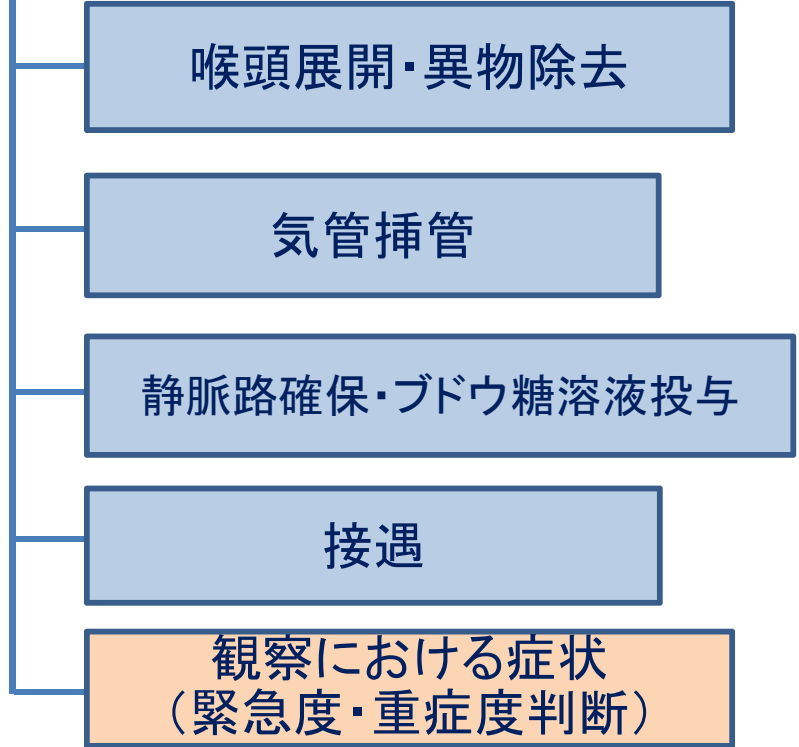 喉頭展開・異物除去
気管挿管
静脈路確保・ブドウ糖溶液投与
接遇
観察における症状
（緊急度・重症度判断）